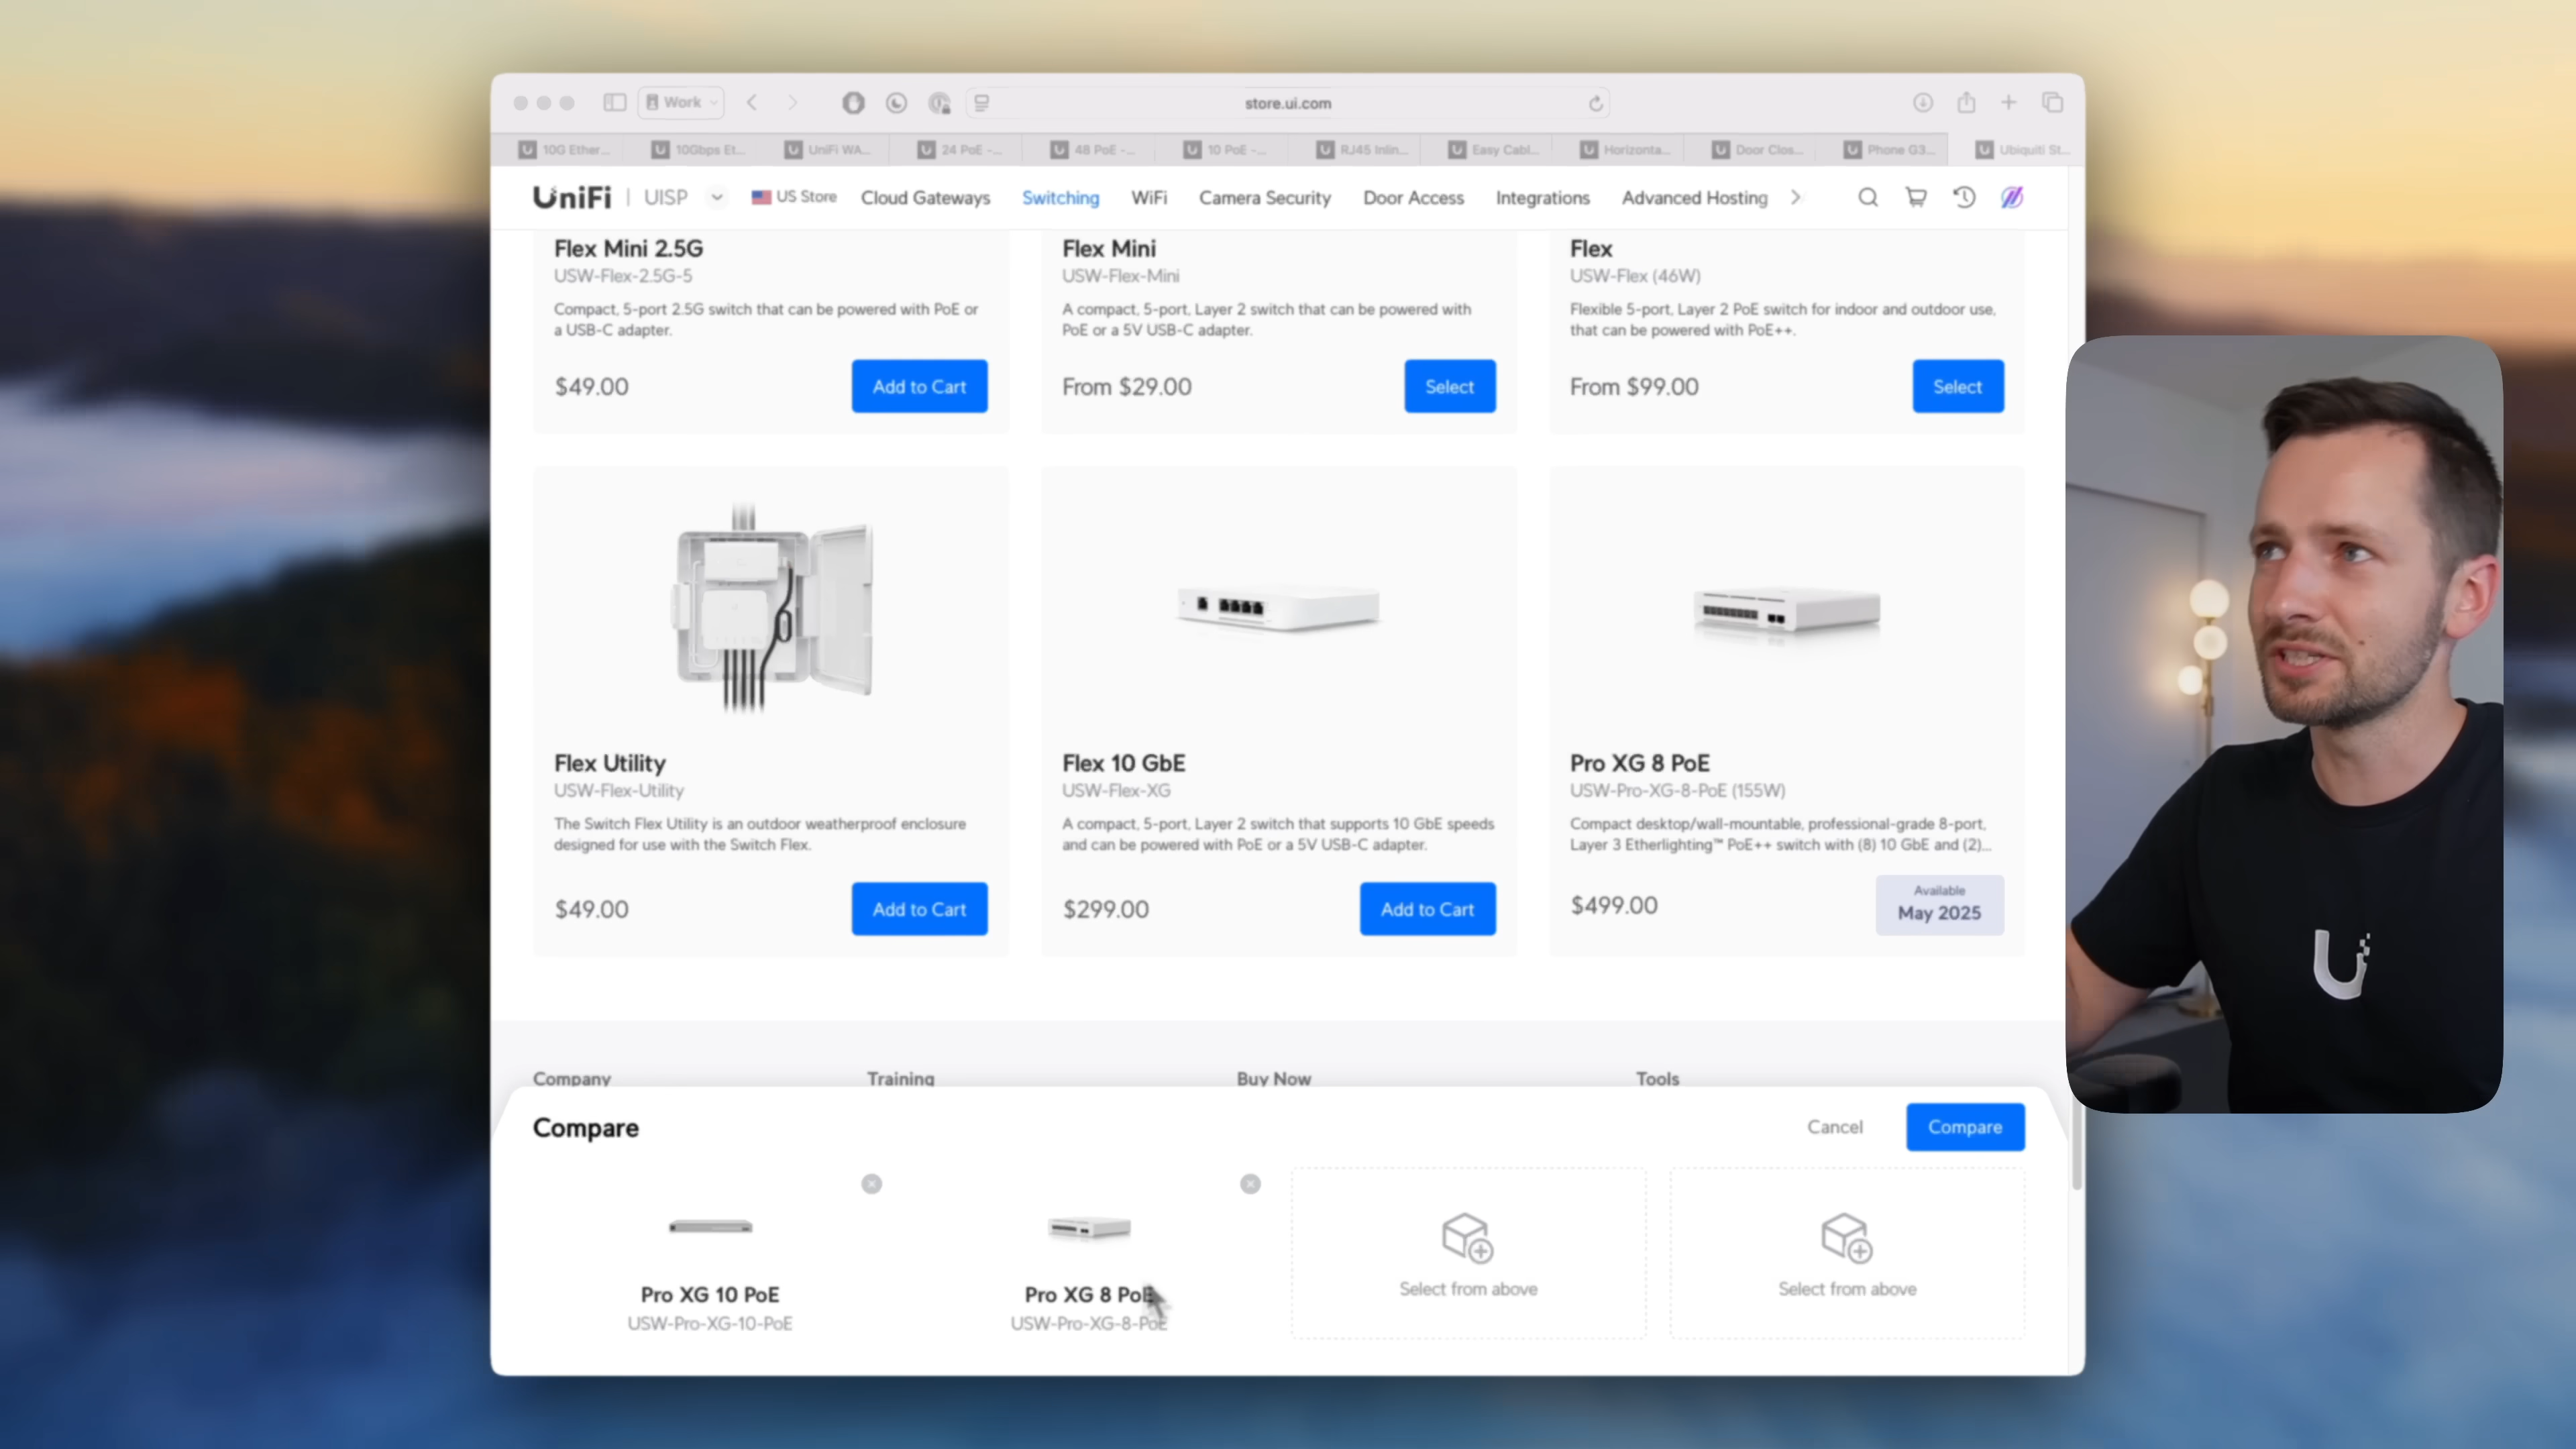 Work
store.ui.com
10G Ether...
10Gbps Et...
UniFi WA...
24 PoE -...
48 PoE -...
10 PoE -...
RJ45 Inlin...
Easy Cabl...
Horizonta...
Door Clos...
Phone G3...
Ubiquiti St...
UniFi | UISP
US Store
Cloud Gateways
Switching
WiFi
Camera Security
Door Access
Integrations
Advanced Hosting
Flex Mini 2.5G
USW-Flex-2.5G-5
Compact, 5-port 2.5G switch that can be powered with PoE or
a USB-C adapter.
$49.00
Add to Cart
Flex Mini
USW-Flex-Mini
A compact, 5-port, Layer 2 switch that can be powered with
PoE or a 5V USB-C adapter.
From $29.00
Select
Flex
USW-Flex (46W)
Flexible 5-port, Layer 2 PoE switch for indoor and outdoor use,
that can be powered with PoE++.
From $99.00
Select
Flex Utility
USW-Flex-Utility
The Switch Flex Utility is an outdoor weatherproof enclosure
designed for use with the Switch Flex.
$49.00
Add to Cart
Flex 10 GbE
USW-Flex-XG
A compact, 5-port, Layer 2 switch that supports 10 GbE speeds
and can be powered with PoE or a 5V USB-C adapter.
$299.00
Add to Cart
Pro XG 8 PoE
USW-Pro-XG-8-PoE (155W)
Compact desktop/wall-mountable, professional-grade 8-port,
Layer 3 Etherlighting™ PoE++ switch with (8) 10 GbE and (2)...
$499.00
Available
May 2025
Company
Training
Buy Now
Tools
Compare
Cancel
Compare
Pro XG 10 PoE
USW-Pro-XG-10-PoE
Pro XG 8 PoE
USW-Pro-XG-8-PoE
Select from above
Select from above
U